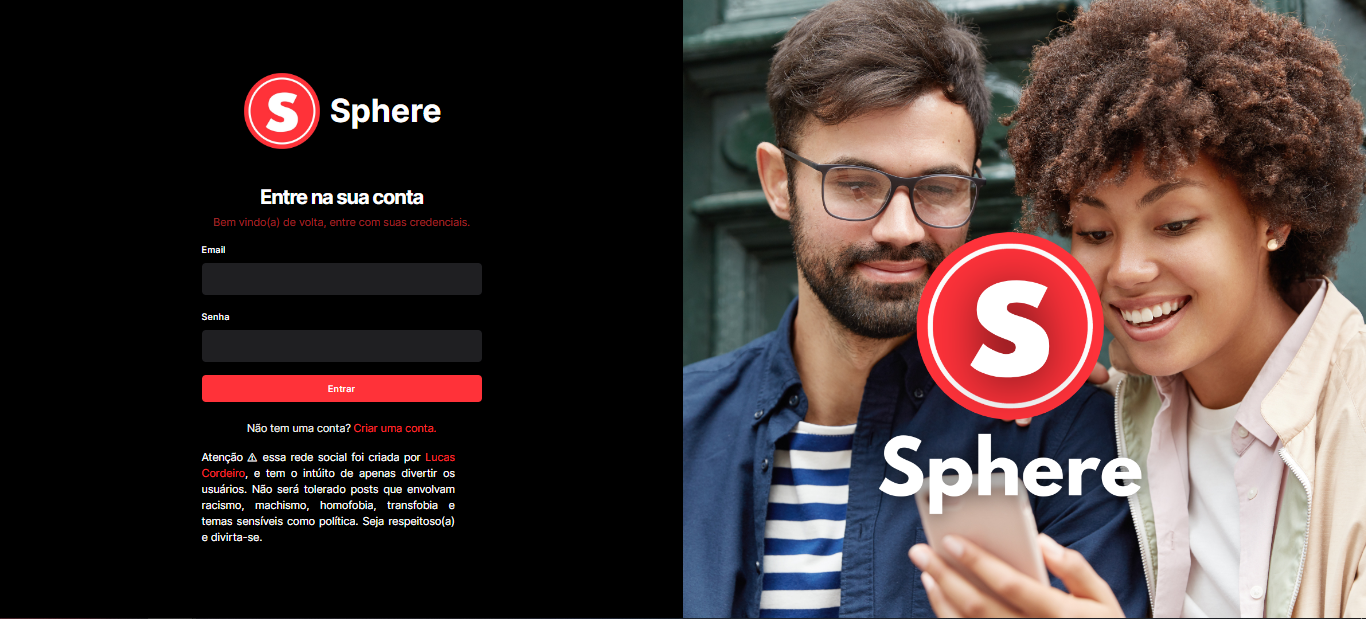 S Sphere
Entre na sua conta
Bem vindo(a) de volta, entre com suas credenciais.
Email
Senha
Entrar
Não tem uma conta? Criar uma conta.
Atenção ⚠ essa rede social foi criada por Lucas
Cordeiro, e tem o intúito de apenas divertir os
usuários. Não será tolerado posts que envolvam
racismo, machismo, homofobia, transfobia e
temas sensíveis como política. Seja respeitoso(a)
e divirta-se.
S
Sphere